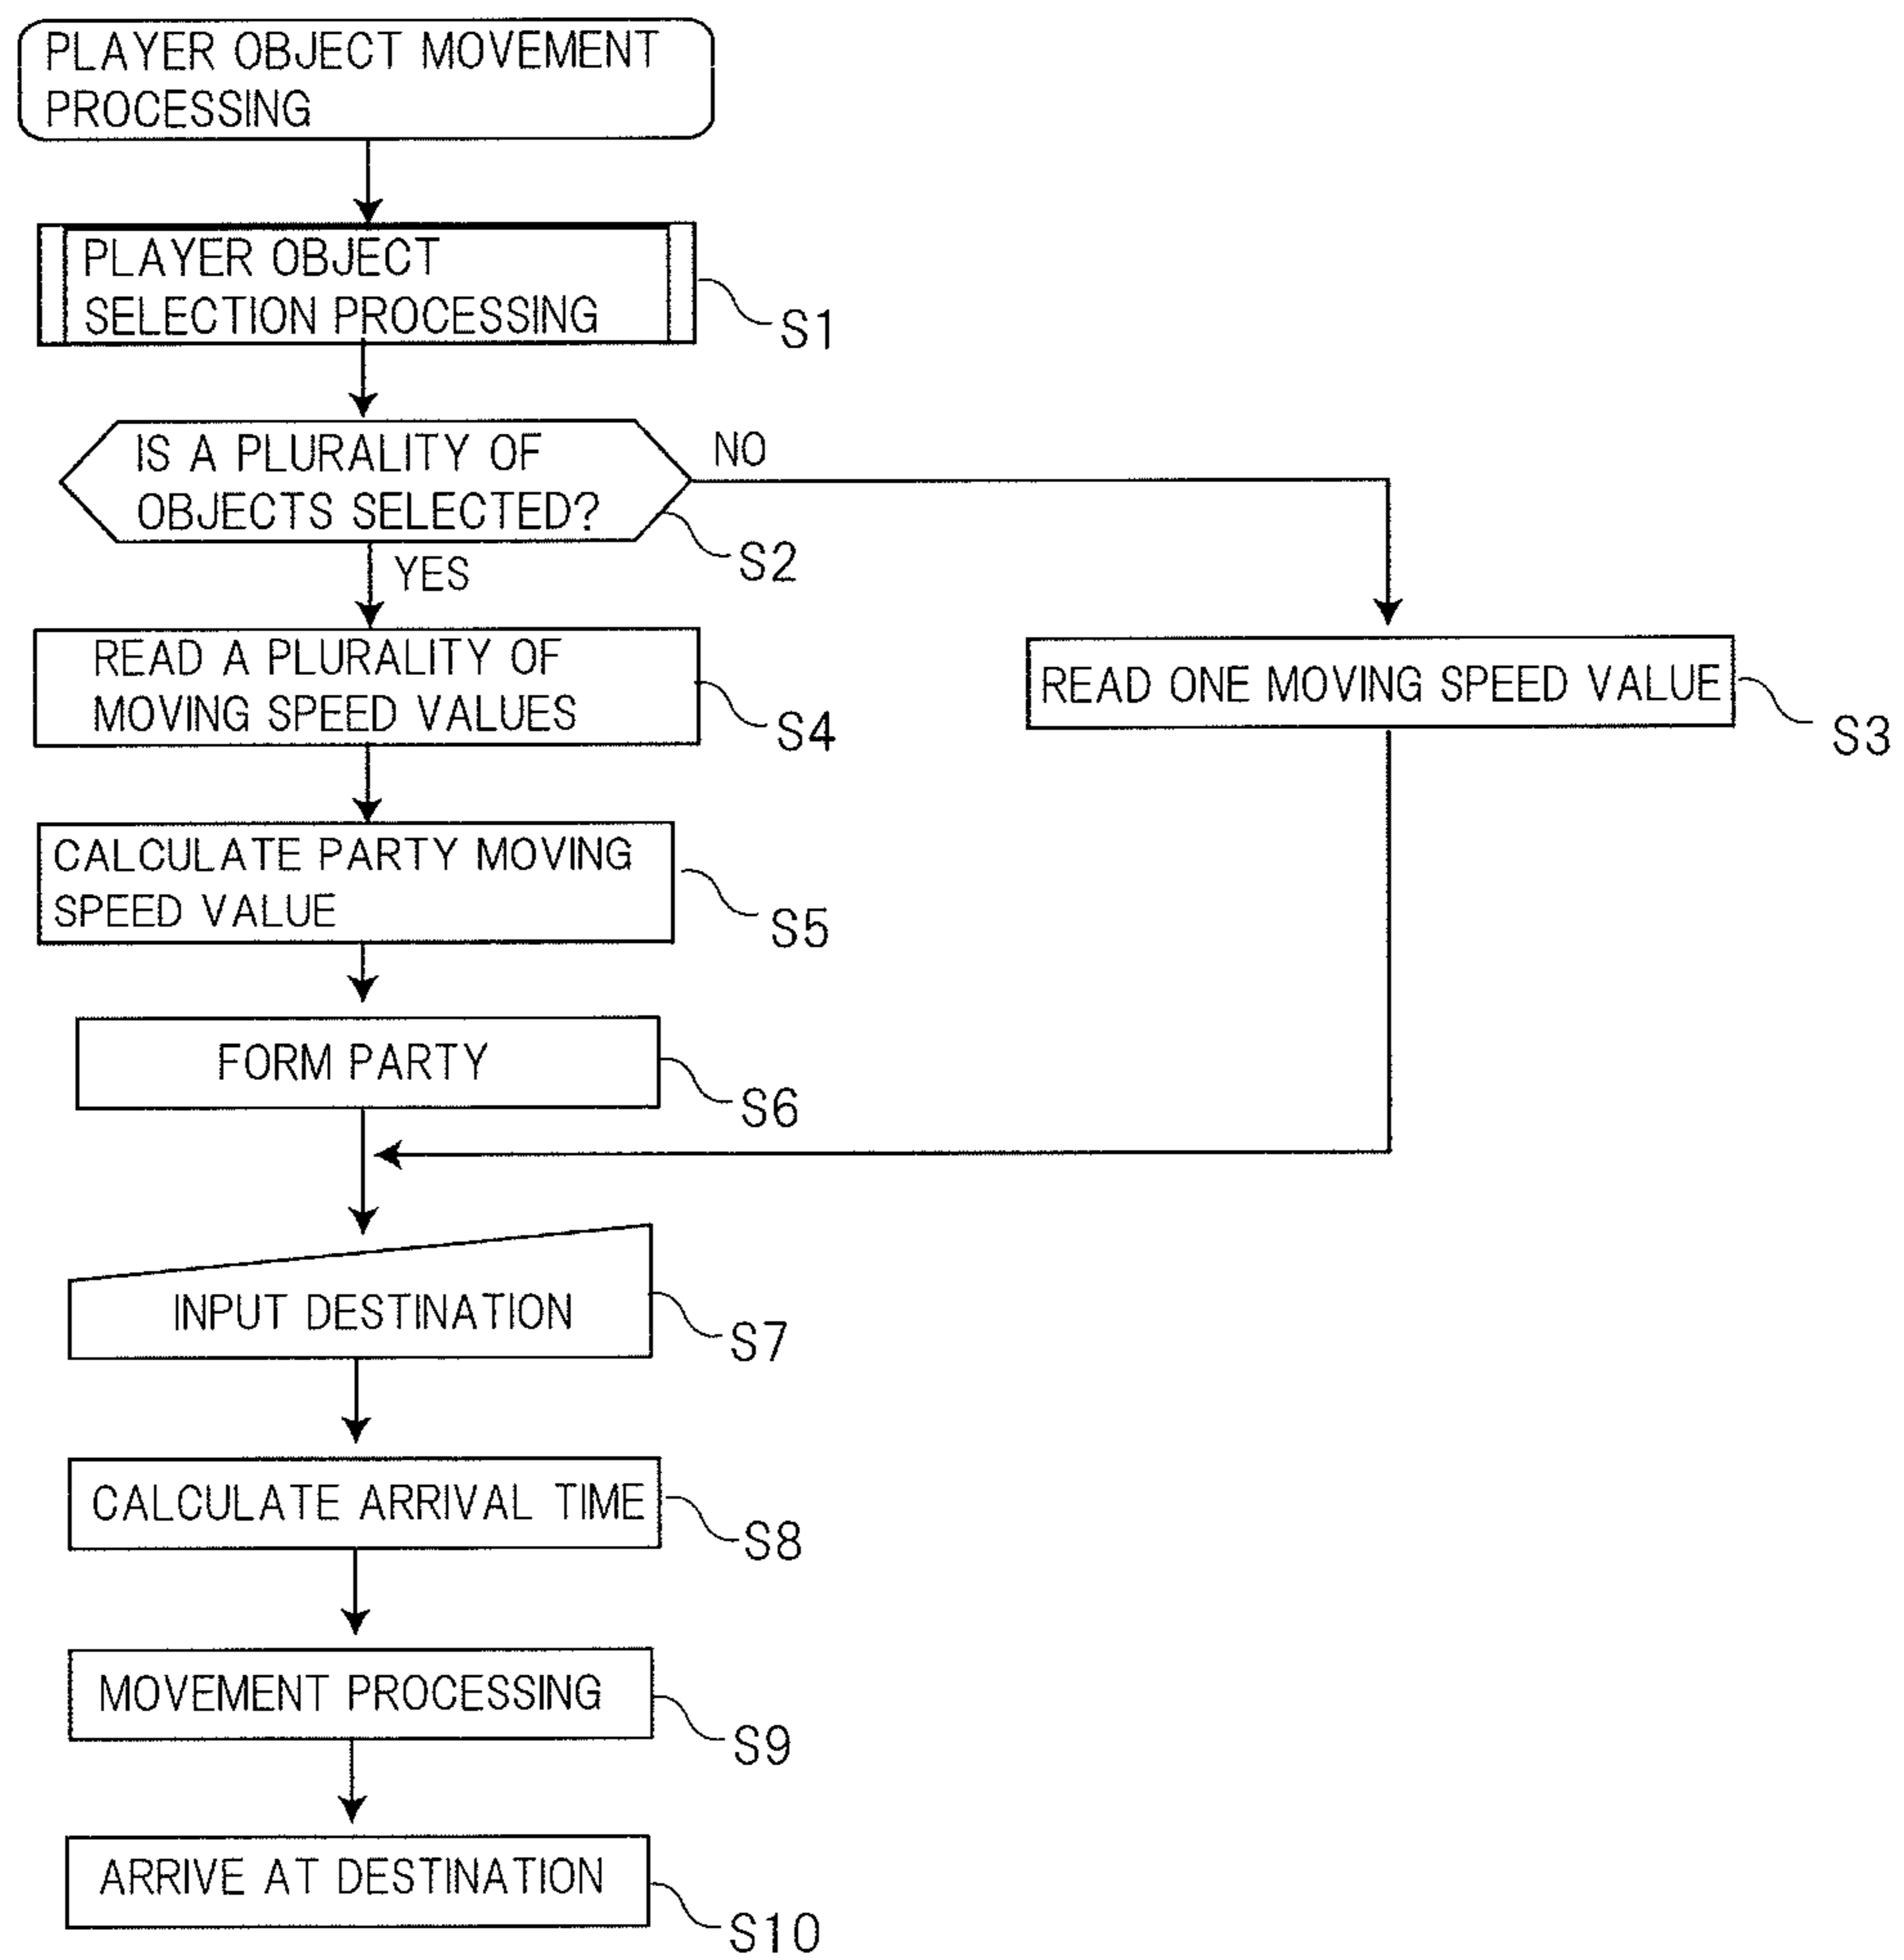 PLAYER OBJECT MOVEMENT
PROCESSING
PLAYER OBJECT
SELECTION PROCESSING
S1
IS A PLURALITY OF
OBJECTS SELECTED?
NO
S2
YES
READ A PLURALITY OF
MOVING SPEED VALUES
S4
READ ONE MOVING SPEED VALUE
S3
CALCULATE PARTY MOVING
SPEED VALUE
S5
FORM PARTY
S6
INPUT DESTINATION
S7
CALCULATE ARRIVAL TIME
S8
MOVEMENT PROCESSING
S9
ARRIVE AT DESTINATION
S10